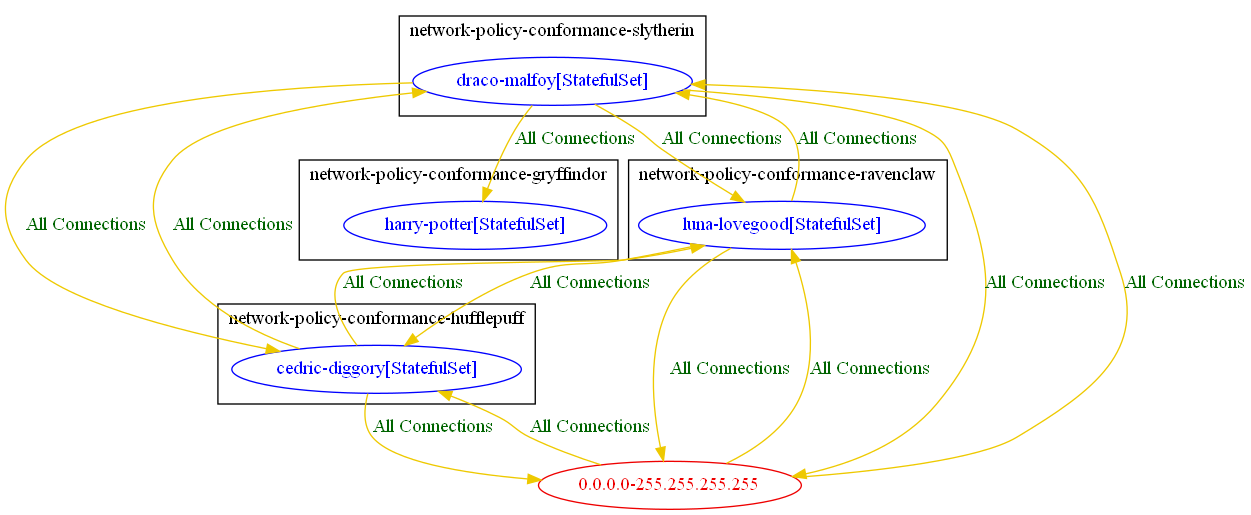 network-policy-conformance-slytherin
draco-malfoy[StatefulSet]
All Connections
All Connections
All Connections
network-policy-conformance-gryffindor
network-policy-conformance-ravenclaw
harry-potter[StatefulSet]
luna-lovegood[StatefulSet]
All Connections
All Connections
All Connections
All Connections
All Connections
All Connections
network-policy-conformance-hufflepuff
cedric-diggory[StatefulSet]
All Connections
All Connections
All Connections
All Connections
0.0.0.0-255.255.255.255